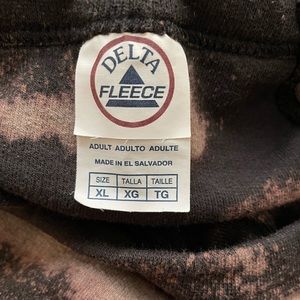 DELTA
FLEECE
ADULT ADULTO ADULTE
MADE IN EL SALVADOR
SIZE TALLA TAILLE
XL XG TG